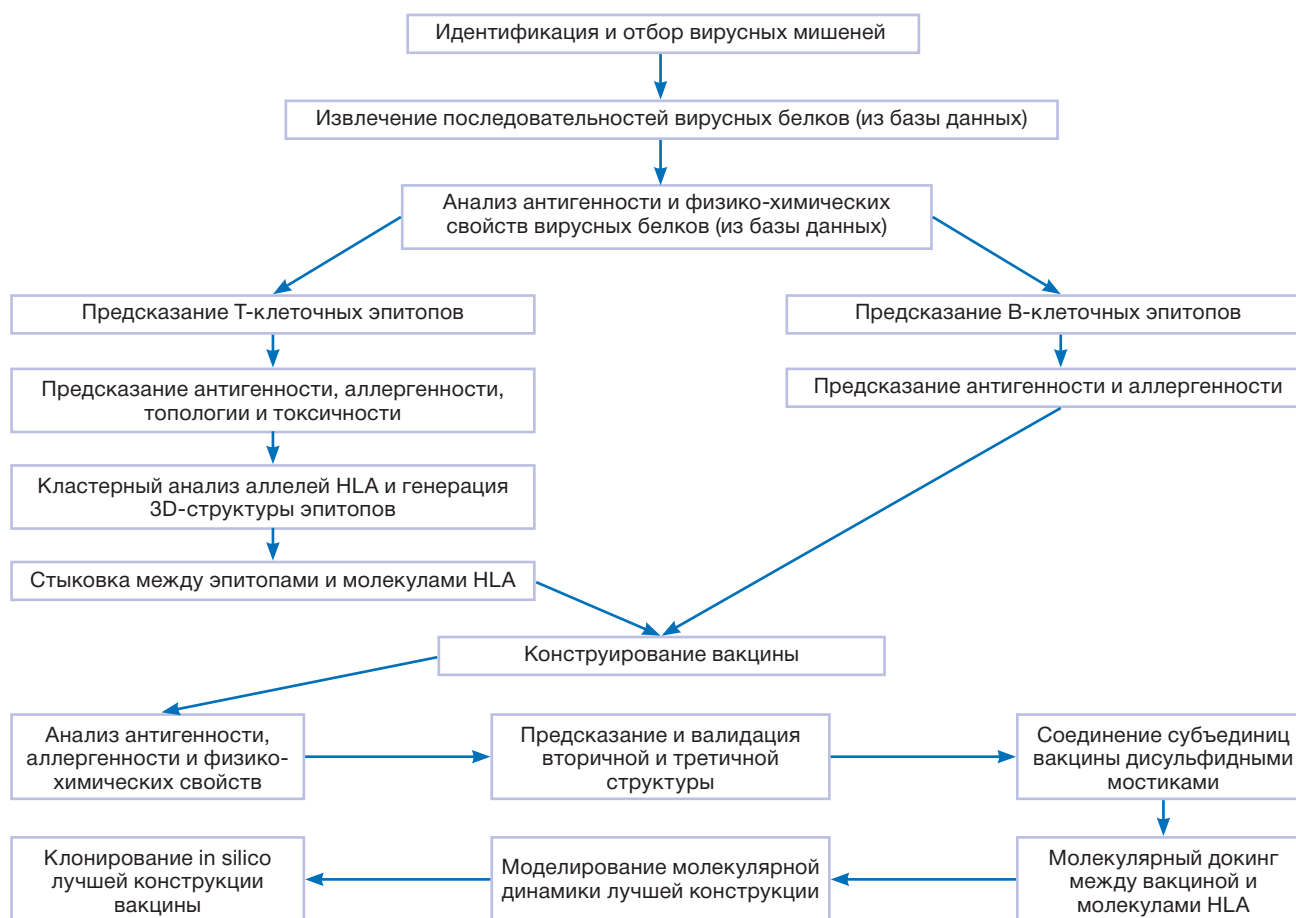 Идентификация и отбор вирусных мишеней
Извлечение последовательностей вирусных белков (из базы данных)
Анализ антигенности и физико-химических
свойств вирусных белков (из базы данных)
Предсказание Т-клеточных эпитопов
Предсказание В-клеточных эпитопов
Предсказание антигенности, аллергенности,
топологии и токсичности
Предсказание антигенности и аллергенности
Кластерный анализ аллелей HLA и генерация
3D-структуры эпитопов
Стыковка между эпитопами и молекулами HLA
Конструирование вакцины
Анализ антигенности,
аллергенности и физико-
химических свойств
Предсказание и валидация
вторичной и третичной
структуры
Соединение субъединиц
вакцины дисульфидными
мостиками
Клонирование in silico
лучшей конструкции
вакцины
Моделирование молекулярной
динамики лучшей конструкции
Молекулярный докинг
между вакциной и
молекулами HLA